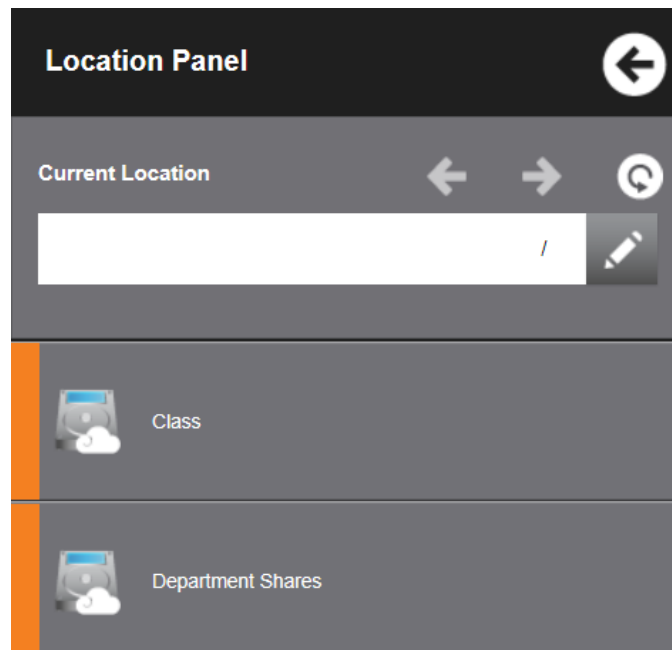 Location Panel
Current Location
/
Class
Department Shares